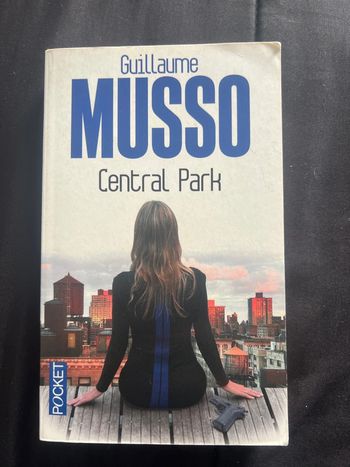 Guillaume
MUSSO
Central Park
POCKET